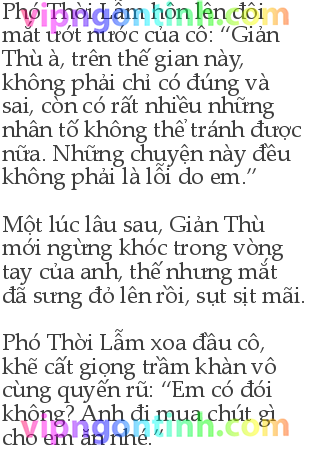 vipngontinh.com
Phó Thời Lẫm hôn lên đôi
mắt ướt nước của cô: “Giản
Thù à, trên thế gian này,
không phải chỉ có đúng và
sai, còn có rất nhiều những
nhân tố không thể tránh được
nữa. Những chuyện này đều
không phải là lỗi do em.”
Một lúc lâu sau, Giản Thù
mới ngừng khóc trong vòng
tay của anh, thế nhưng mắt
đã sưng đỏ lên rồi, sụt sịt mãi.
Phó Thời Lẫm xoa đầu cô,
khẽ cất giọng trầm khàn vô
cùng quyến rũ: “Em có đói
không? Anh đi mua chút gì
vipngontinh.com
cho em ăn nhé.”